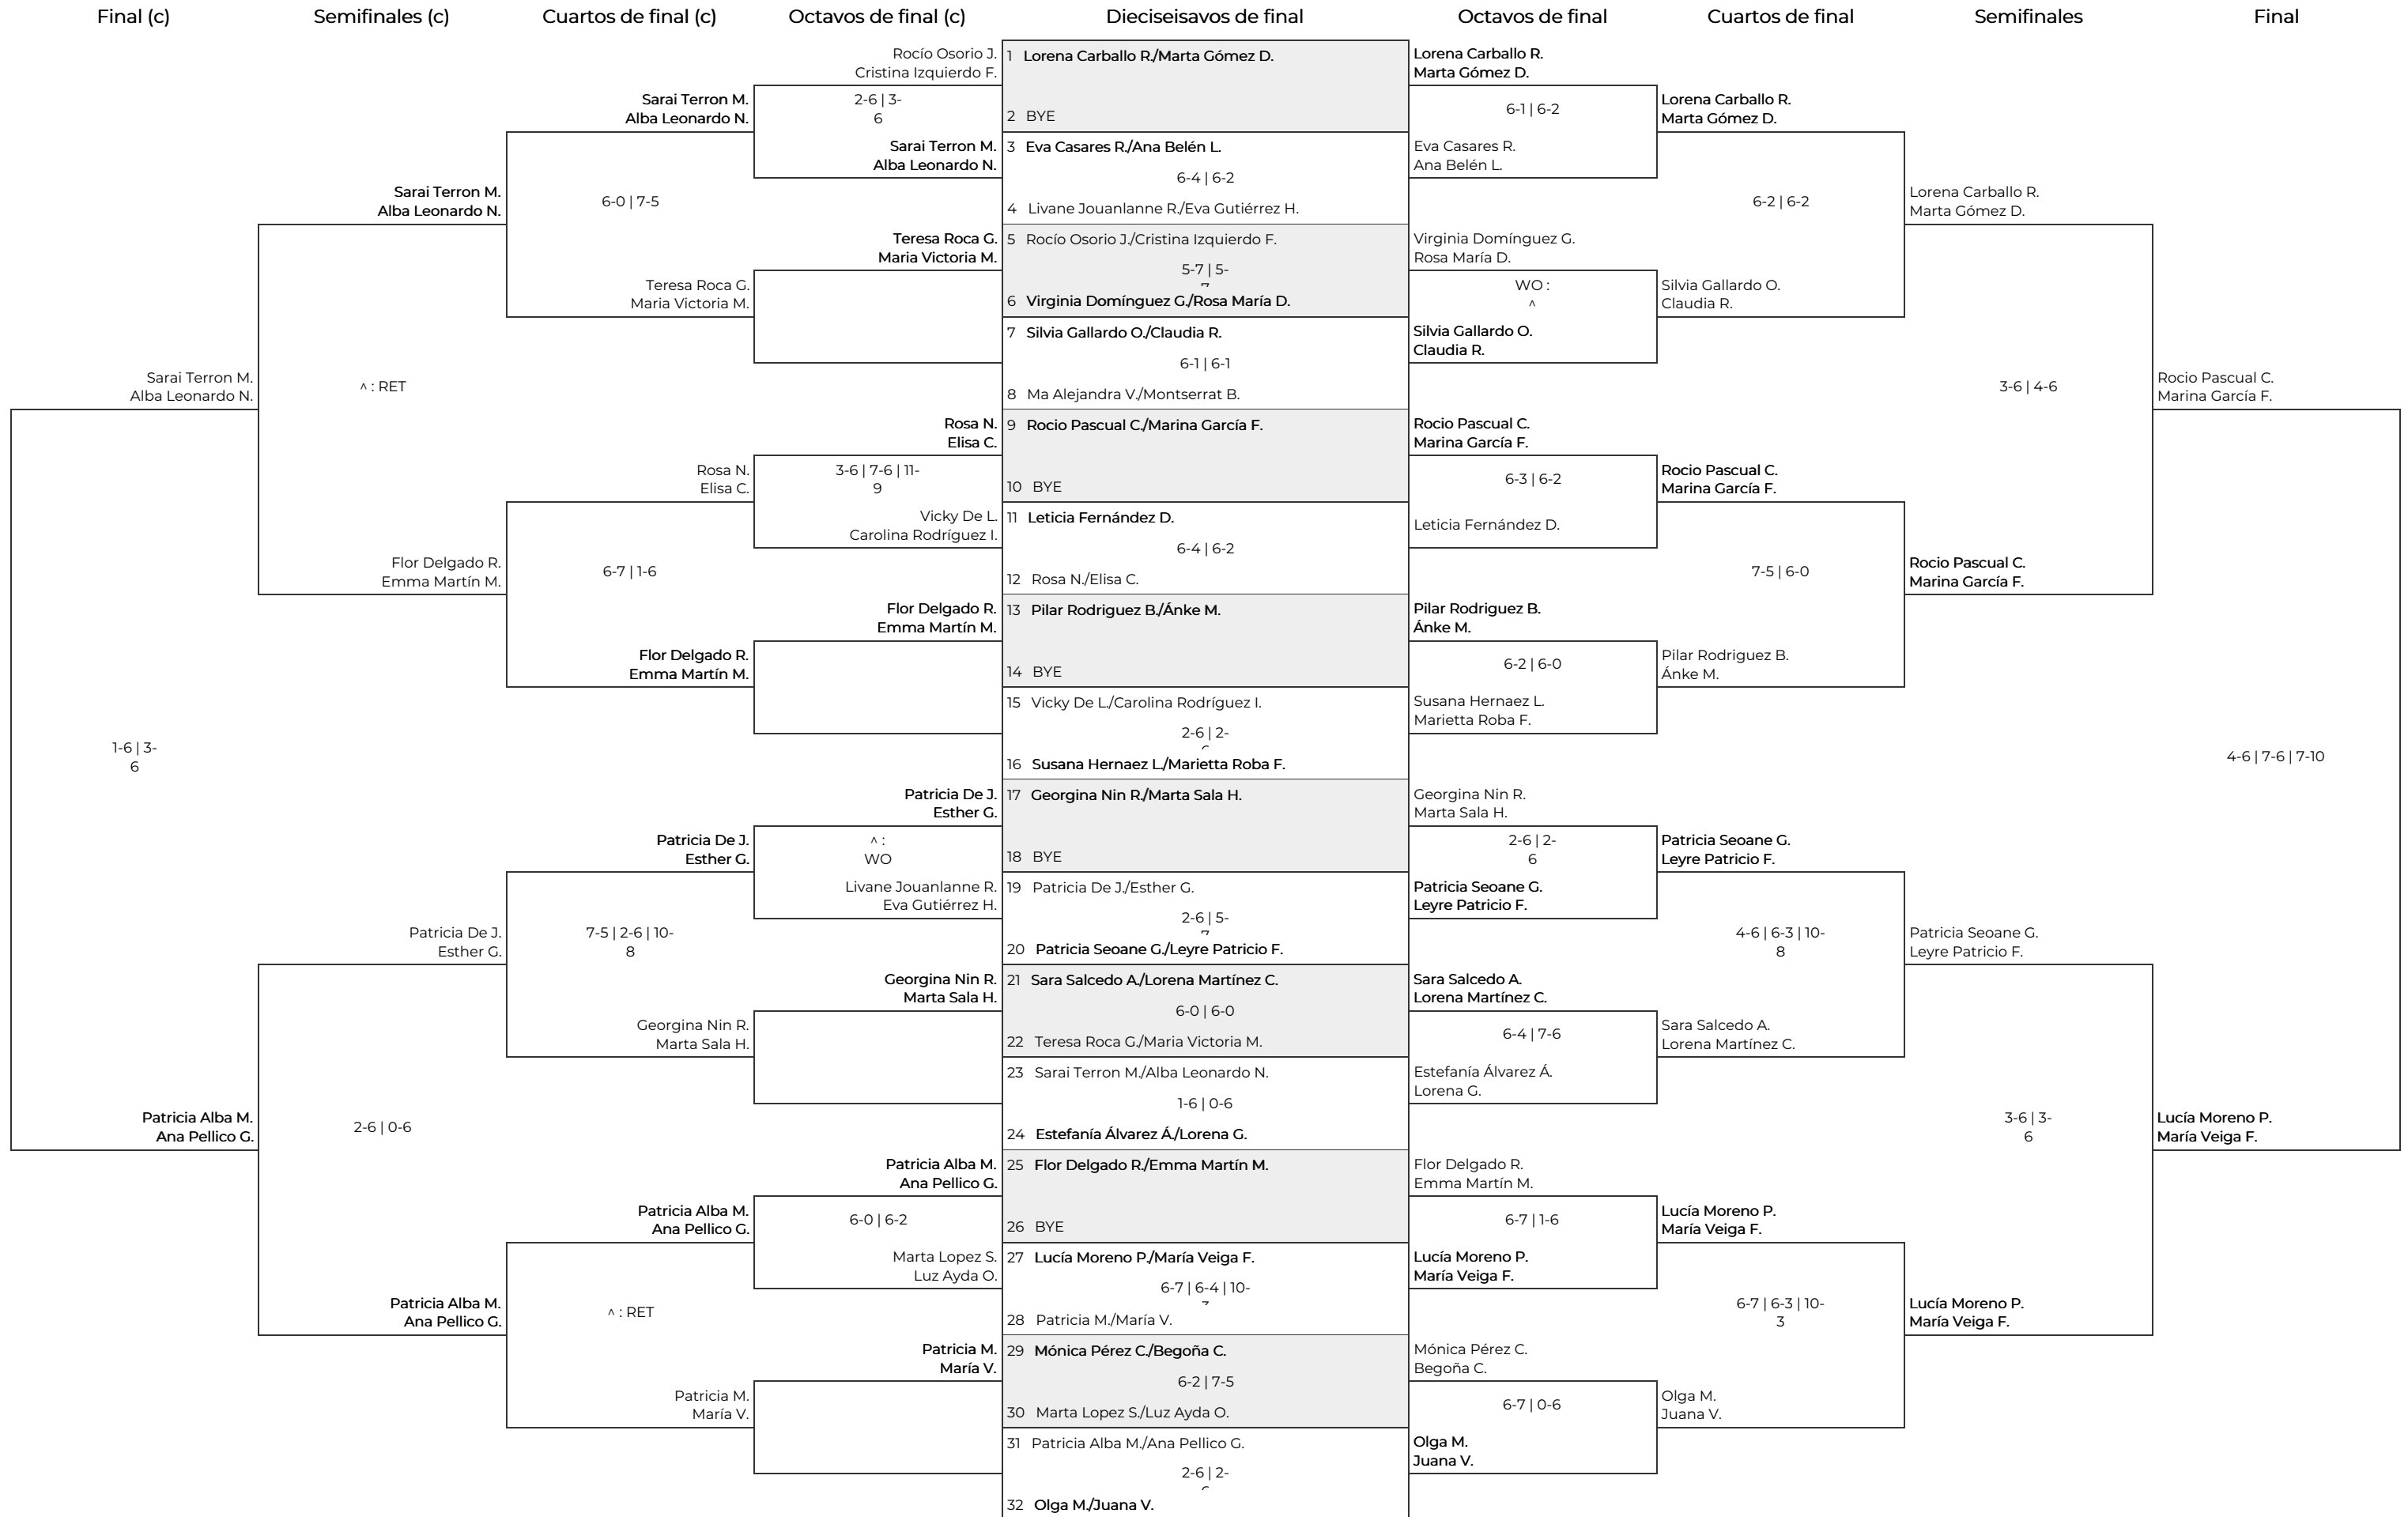 Final (c)
Semifinales (c)
Cuartos de final (c)
Octavos de final (c)
Dieciseisavos de final
Octavos de final
Cuartos de final
Semifinales
Final
Sarai Terron M.
Alba Leonardo N.
1-6 | 3-
6
Patricia Alba M.
Ana Pellico G.
Sarai Terron M.
Alba Leonardo N.
^ : RET
Flor Delgado R.
Emma Martín M.
Patricia De J.
Esther G.
2-6 | 0-6
Patricia Alba M.
Ana Pellico G.
Sarai Terron M.
Alba Leonardo N.
6-0 | 7-5
Teresa Roca G.
Maria Victoria M.
Rosa N.
Elisa C.
6-7 | 1-6
Flor Delgado R.
Emma Martín M.
Patricia De J.
Esther G.
7-5 | 2-6 | 10-
8
Georgina Nin R.
Marta Sala H.
Patricia Alba M.
Ana Pellico G.
^ : RET
Patricia M.
María V.
Rocío Osorio J.
Cristina Izquierdo F.
2-6 | 3-
6
Sarai Terron M.
Alba Leonardo N.
Teresa Roca G.
Maria Victoria M.
Rosa N.
Elisa C.
3-6 | 7-6 | 11-
9
Vicky De L.
Carolina Rodríguez I.
Flor Delgado R.
Emma Martín M.
Patricia De J.
Esther G.
^ :
WO
Livane Jouanlanne R.
Eva Gutiérrez H.
Georgina Nin R.
Marta Sala H.
Patricia Alba M.
Ana Pellico G.
6-0 | 6-2
Marta Lopez S.
Luz Ayda O.
Patricia M.
María V.
1 Lorena Carballo R./Marta Gómez D.
2 BYE
3 Eva Casares R./Ana Belén L.
6-4 | 6-2
4 Livane Jouanlanne R./Eva Gutiérrez H.
5 Rocío Osorio J./Cristina Izquierdo F.
5-7 | 5-
6 Virginia Domínguez G./Rosa María D.
7 Silvia Gallardo O./Claudia R.
6-1 | 6-1
8 Ma Alejandra V./Montserrat B.
9 Rocio Pascual C./Marina García F.
10 BYE
11 Leticia Fernández D.
6-4 | 6-2
12 Rosa N./Elisa C.
13 Pilar Rodriguez B./Ánke M.
14 BYE
15 Vicky De L./Carolina Rodríguez I.
2-6 | 2-
16 Susana Hernaez L./Marietta Roba F.
17 Georgina Nin R./Marta Sala H.
18 BYE
19 Patricia De J./Esther G.
2-6 | 5-
20 Patricia Seoane G./Leyre Patricio F.
21 Sara Salcedo A./Lorena Martínez C.
6-0 | 6-0
22 Teresa Roca G./Maria Victoria M.
23 Sarai Terron M./Alba Leonardo N.
1-6 | 0-6
24 Estefanía Álvarez Á./Lorena G.
25 Flor Delgado R./Emma Martín M.
26 BYE
27 Lucía Moreno P./María Veiga F.
6-7 | 6-4 | 10-
28 Patricia M./María V.
29 Mónica Pérez C./Begoña C.
6-2 | 7-5
30 Marta Lopez S./Luz Ayda O.
31 Patricia Alba M./Ana Pellico G.
2-6 | 2-
32 Olga M./Juana V.
Lorena Carballo R.
Marta Gómez D.
6-1 | 6-2
Eva Casares R.
Ana Belén L.
Virginia Domínguez G.
Rosa María D.
WO :
^
Silvia Gallardo O.
Claudia R.
Rocio Pascual C.
Marina García F.
6-3 | 6-2
Leticia Fernández D.
Pilar Rodriguez B.
Ánke M.
6-2 | 6-0
Susana Hernaez L.
Marietta Roba F.
Georgina Nin R.
Marta Sala H.
2-6 | 2-
6
Patricia Seoane G.
Leyre Patricio F.
Sara Salcedo A.
Lorena Martínez C.
6-4 | 7-6
Estefanía Álvarez Á.
Lorena G.
Flor Delgado R.
Emma Martín M.
6-7 | 1-6
Lucía Moreno P.
María Veiga F.
Mónica Pérez C.
Begoña C.
6-7 | 0-6
Olga M.
Juana V.
Lorena Carballo R.
Marta Gómez D.
6-2 | 6-2
Silvia Gallardo O.
Claudia R.
Rocio Pascual C.
Marina García F.
7-5 | 6-0
Pilar Rodriguez B.
Ánke M.
Patricia Seoane G.
Leyre Patricio F.
4-6 | 6-3 | 10-
8
Sara Salcedo A.
Lorena Martínez C.
Lucía Moreno P.
María Veiga F.
6-7 | 6-3 | 10-
3
Olga M.
Juana V.
Lorena Carballo R.
Marta Gómez D.
3-6 | 4-6
Rocio Pascual C.
Marina García F.
Patricia Seoane G.
Leyre Patricio F.
3-6 | 3-
6
Lucía Moreno P.
María Veiga F.
Rocio Pascual C.
Marina García F.
4-6 | 7-6 | 7-10
Lucía Moreno P.
María Veiga F.